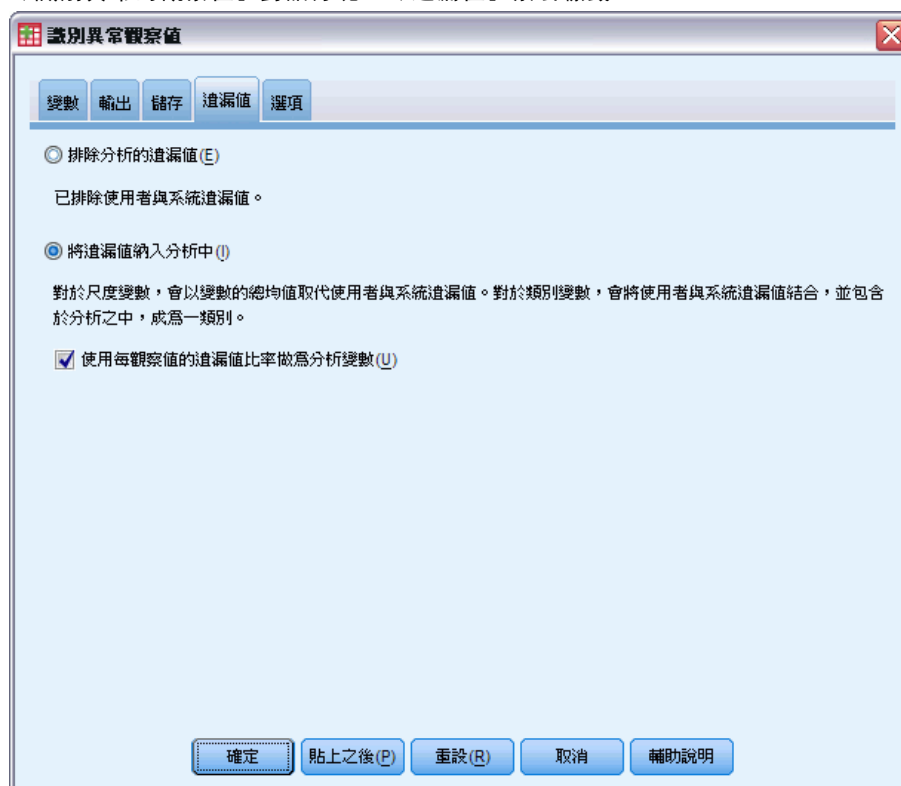 識別異常觀察值
變數 輸出 儲存 遺漏值 選項
排除分析的遺漏值(E)
已排除使用者與系統遺漏值。
將遺漏值納入分析中(I)
對於尺度變數，會以變數的總均值取代使用者與系統遺漏值。對於類別變數，會將使用者與系統遺漏值結合，並包含
於分析之中，成為一類別。
使用每觀察值的遺漏值比率做為分析變數(U)
確定 貼上之後(P) 重設(R) 取消 輔助說明